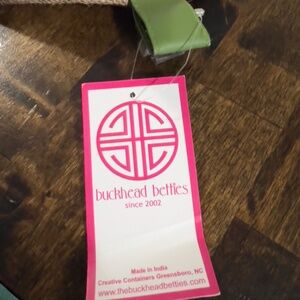 buckhead betties
since 2002
Made in India
Creative Containers Greensboro, NC
www.thebuckheadbetties.com